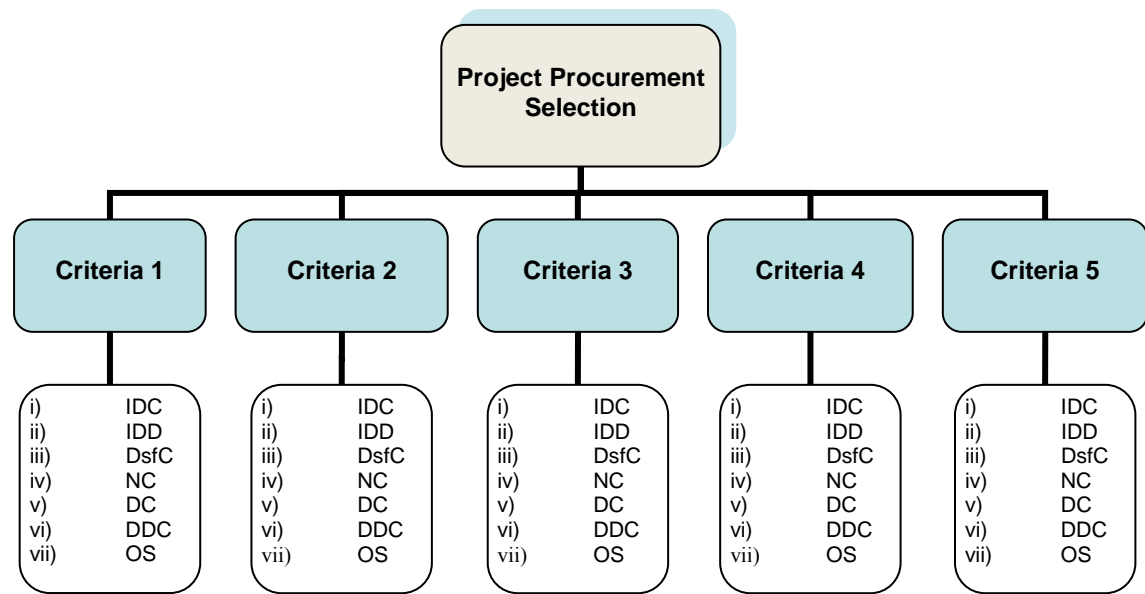 Project Procurement
Selection
Criteria 1
Criteria 2
Criteria 3
Criteria 4
Criteria 5
i) IDC
ii) IDD
iii) DsfC
iv) NC
v) DC
vi) DDC
vii) OS
i) IDC
ii) IDD
iii) DsfC
iv) NC
v) DC
vi) DDC
vii) OS
i) IDC
ii) IDD
iii) DsfC
iv) NC
v) DC
vi) DDC
vii) OS
i) IDC
ii) IDD
iii) DsfC
iv) NC
v) DC
vi) DDC
vii) OS
i) IDC
ii) IDD
iii) DsfC
iv) NC
v) DC
vi) DDC
vii) OS